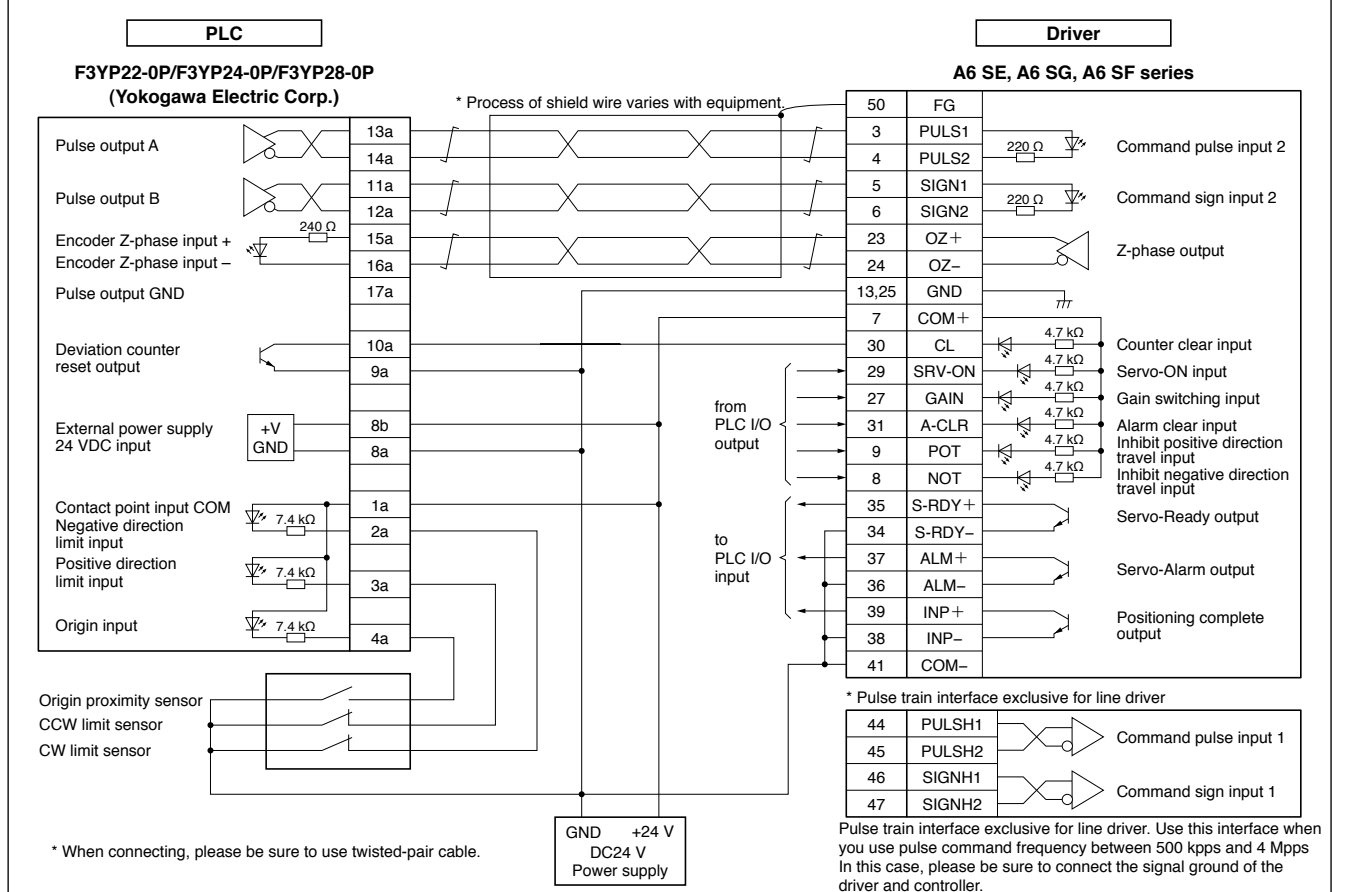 PLC
Driver
F3YP22-0P/F3YP24-0P/F3YP28-0P
(Yokogawa Electric Corp.)
A6 SE, A6 SG, A6 SF series
* Process of shield wire varies with equipment.
Pulse output A
13a
14a
Pulse output B
11a
12a
240 Ω
Encoder Z-phase input +
15a
Encoder Z-phase input –
16a
Pulse output GND
17a
Deviation counter
reset output
10a
9a
External power supply
24 VDC input
+V
GND
8b
8a
Contact point input COM
1a
Negative direction
limit input
7.4 kΩ
2a
Positive direction
limit input
7.4 kΩ
3a
Origin input
7.4 kΩ
4a
Origin proximity sensor
CCW limit sensor
CW limit sensor
* When connecting, please be sure to use twisted-pair cable.
GND +24 V
DC24 V
Power supply
from
PLC I/O
output
to
PLC I/O
input
50 FG
3 PULS1
4 PULS2
220 Ω
Command pulse input 2
5 SIGN1
6 SIGN2
220 Ω
Command sign input 2
23 OZ+
24 OZ–
Z-phase output
13,25 GND
7 COM+
30 CL 4.7 kΩ Counter clear input
29 SRV-ON 4.7 kΩ Servo-ON input
27 GAIN 4.7 kΩ Gain switching input
31 A-CLR 4.7 kΩ Alarm clear input
9 POT 4.7 kΩ Inhibit positive direction
travel input
8 NOT 4.7 kΩ Inhibit negative direction
travel input
35 S-RDY+
34 S-RDY–
Servo-Ready output
37 ALM+
36 ALM–
Servo-Alarm output
39 INP+
38 INP–
Positioning complete
output
41 COM–
* Pulse train interface exclusive for line driver
44 PULSH1
45 PULSH2
Command pulse input 1
46 SIGNH1
47 SIGNH2
Command sign input 1
Pulse train interface exclusive for line driver. Use this interface when
you use pulse command frequency between 500 kpps and 4 Mpps
In this case, please be sure to connect the signal ground of the
driver and controller.